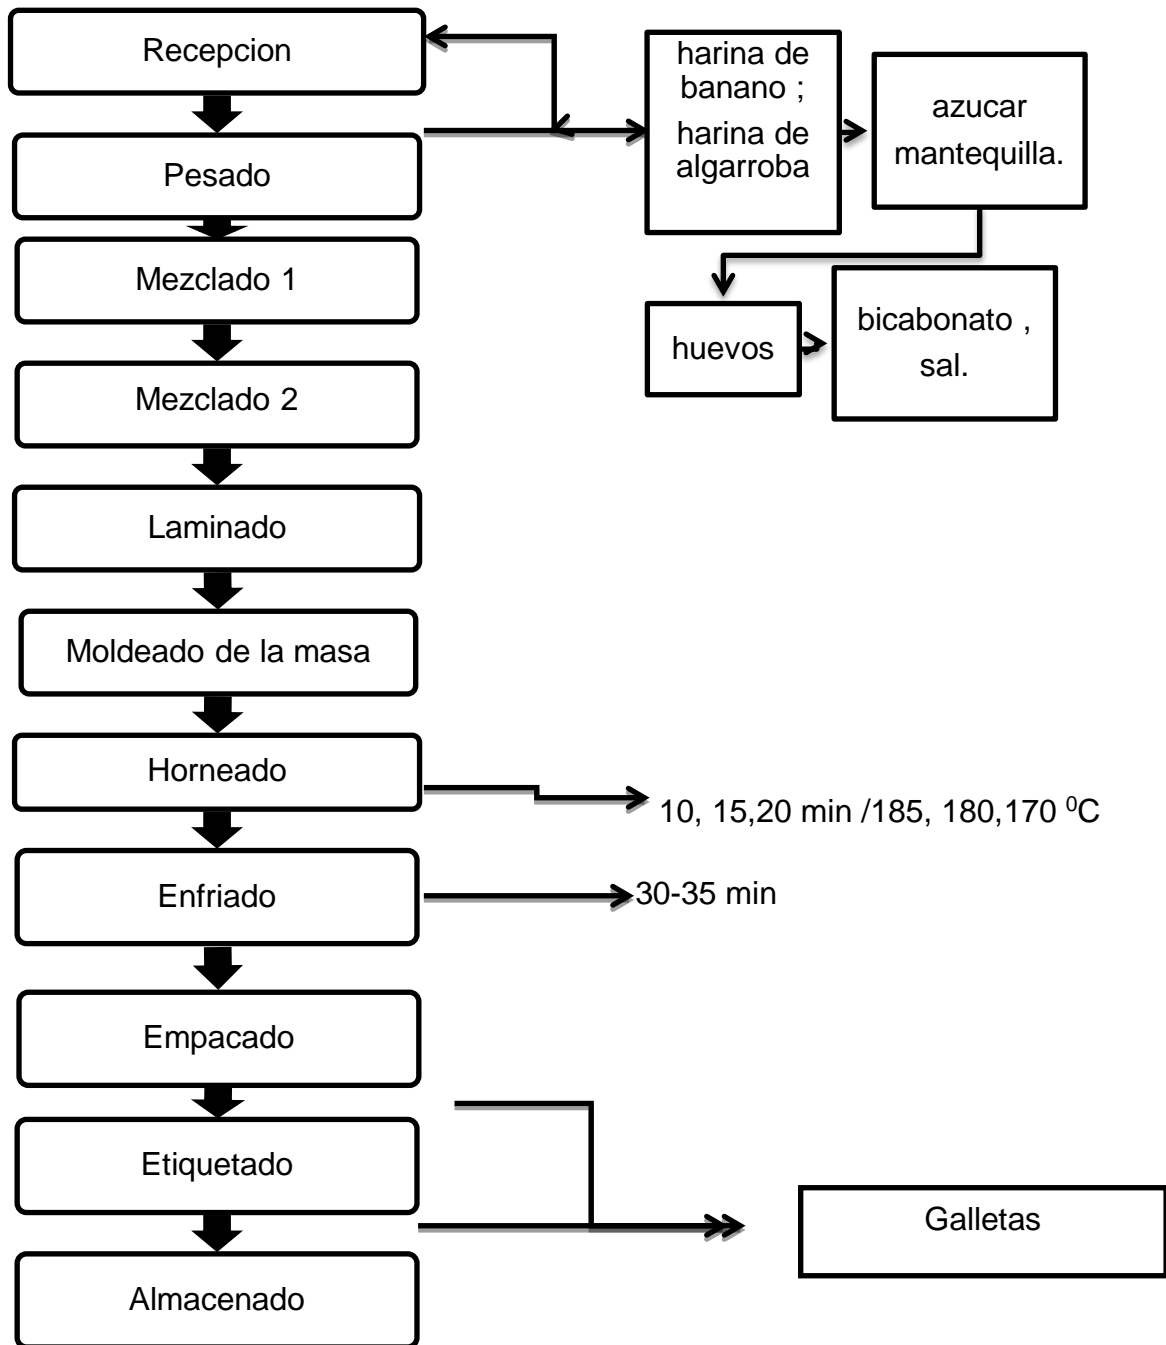 Recepcion
Pesado
Mezclado 1
Mezclado 2
Laminado
Moldeado de la masa
Horneado
Enfriado
Empacado
Etiquetado
Almacenado
harina de
banano ;
harina de
algarroba
azucar
mantequilla.
huevos
bicabonato ,
sal.
10, 15,20 min /185, 180,170 ⁰C
30-35 min
Galletas